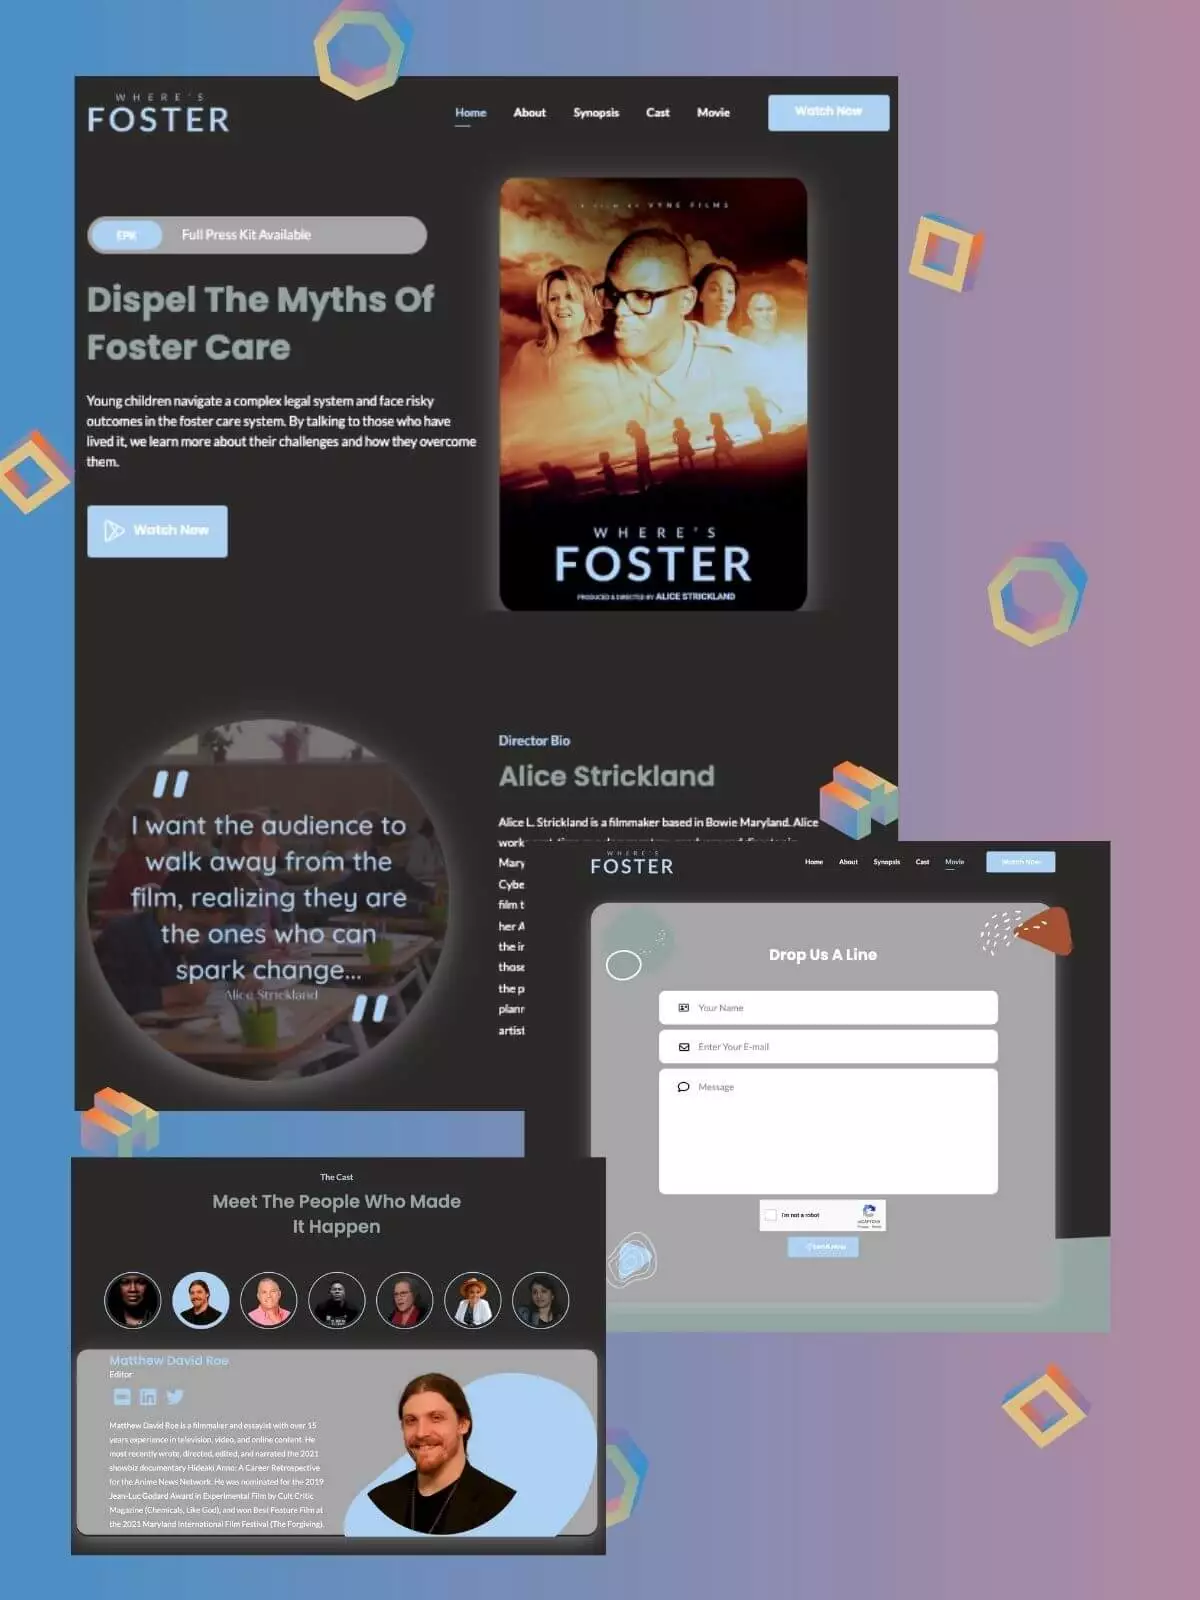 WHERE'S
FOSTER
Home About Synopsis Cast Movie Watch Now
EPK Full Press Kit Available
Dispel The Myths Of
Foster Care
Young children navigate a complex legal system and face risky
outcomes in the foster care system. By talking to those who have
lived it, we learn more about their challenges and how they overcome
them.
Watch Now
A FILM BY VYNE FILMS
WHERE'S
FOSTER
PRODUCED & DIRECTED BY ALICE STRICKLAND
"
I want the audience to
walk away from the
film, realizing they are
the ones who can
spark change...
Alice Strickland
"
Director Bio
Alice Strickland
Alice L. Strickland is a filmmaker based in Bowie Maryland. Alice
work
Mary
Cybe
film t
her A
the ir
those
the p
plann
artist
WHERE'S
FOSTER
Home About Synopsis Cast Movie Watch Now
Drop Us A Line
Your Name
Enter Your E-mail
Message
I'm not a robot
reCAPTCHA
Privacy - Terms
Send Now
The Cast
Meet The People Who Made
It Happen
Matthew David Roe
Editor
Matthew David Roe is a filmmaker and essayist with over 15
years experience in television, video, and online content. He
most recently wrote, directed, edited, and narrated the 2021
showbiz documentary Hideaki Anno: A Career Retrospective
for the Anime News Network. He was nominated for the 2019
Jean-Luc Godard Award in Experimental Film by Cult Critic
Magazine (Chemicals, Like God), and won Best Feature Film at
the 2021 Maryland International Film Festival (The Forgiving).